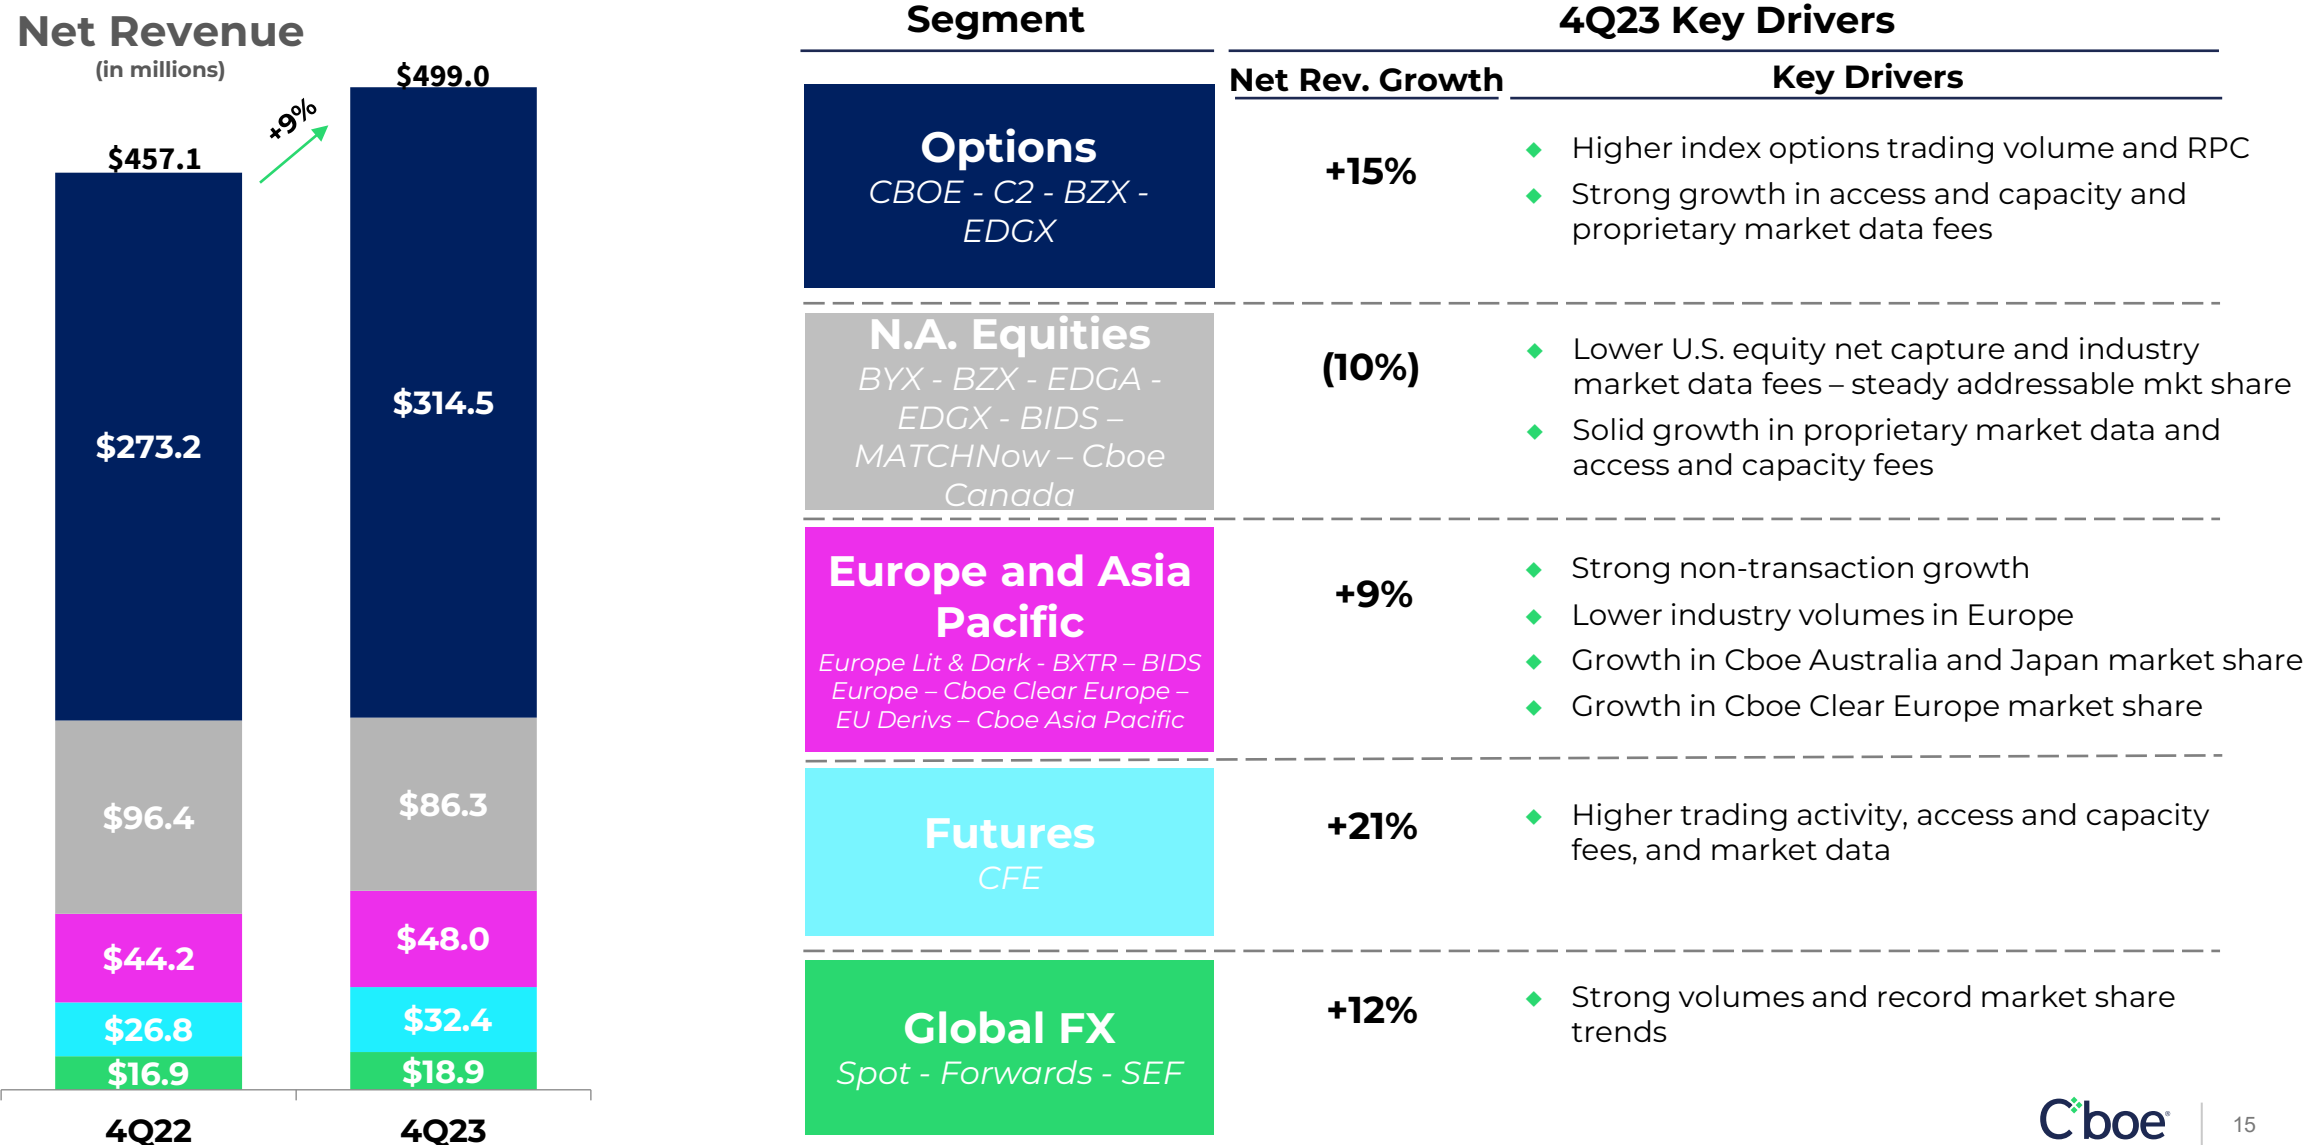 Net Revenue
(in millions)
$457.1
+9%
$499.0
$273.2
$314.5
$96.4
$86.3
$44.2
$48.0
$26.8
$32.4
$16.9
$18.9
4Q22
4Q23
Segment
4Q23 Key Drivers
Net Rev. Growth
Key Drivers
Options
CBOE - C2 - BZX -
EDGX
+15%
Higher index options trading volume and RPC
Strong growth in access and capacity and
proprietary market data fees
N.A. Equities
BYX - BZX - EDGA -
EDGX - BIDS –
MATCHNow – Cboe
Canada
(10%)
Lower U.S. equity net capture and industry
market data fees – steady addressable mkt share
Solid growth in proprietary market data and
access and capacity fees
Europe and Asia
Pacific
Europe Lit & Dark - BXTR – BIDS
Europe – Cboe Clear Europe –
EU Derivs – Cboe Asia Pacific
+9%
Strong non-transaction growth
Lower industry volumes in Europe
Growth in Cboe Australia and Japan market share
Growth in Cboe Clear Europe market share
Futures
CFE
+21%
Higher trading activity, access and capacity
fees, and market data
Global FX
Spot - Forwards - SEF
+12%
Strong volumes and record market share
trends
Cboe
15